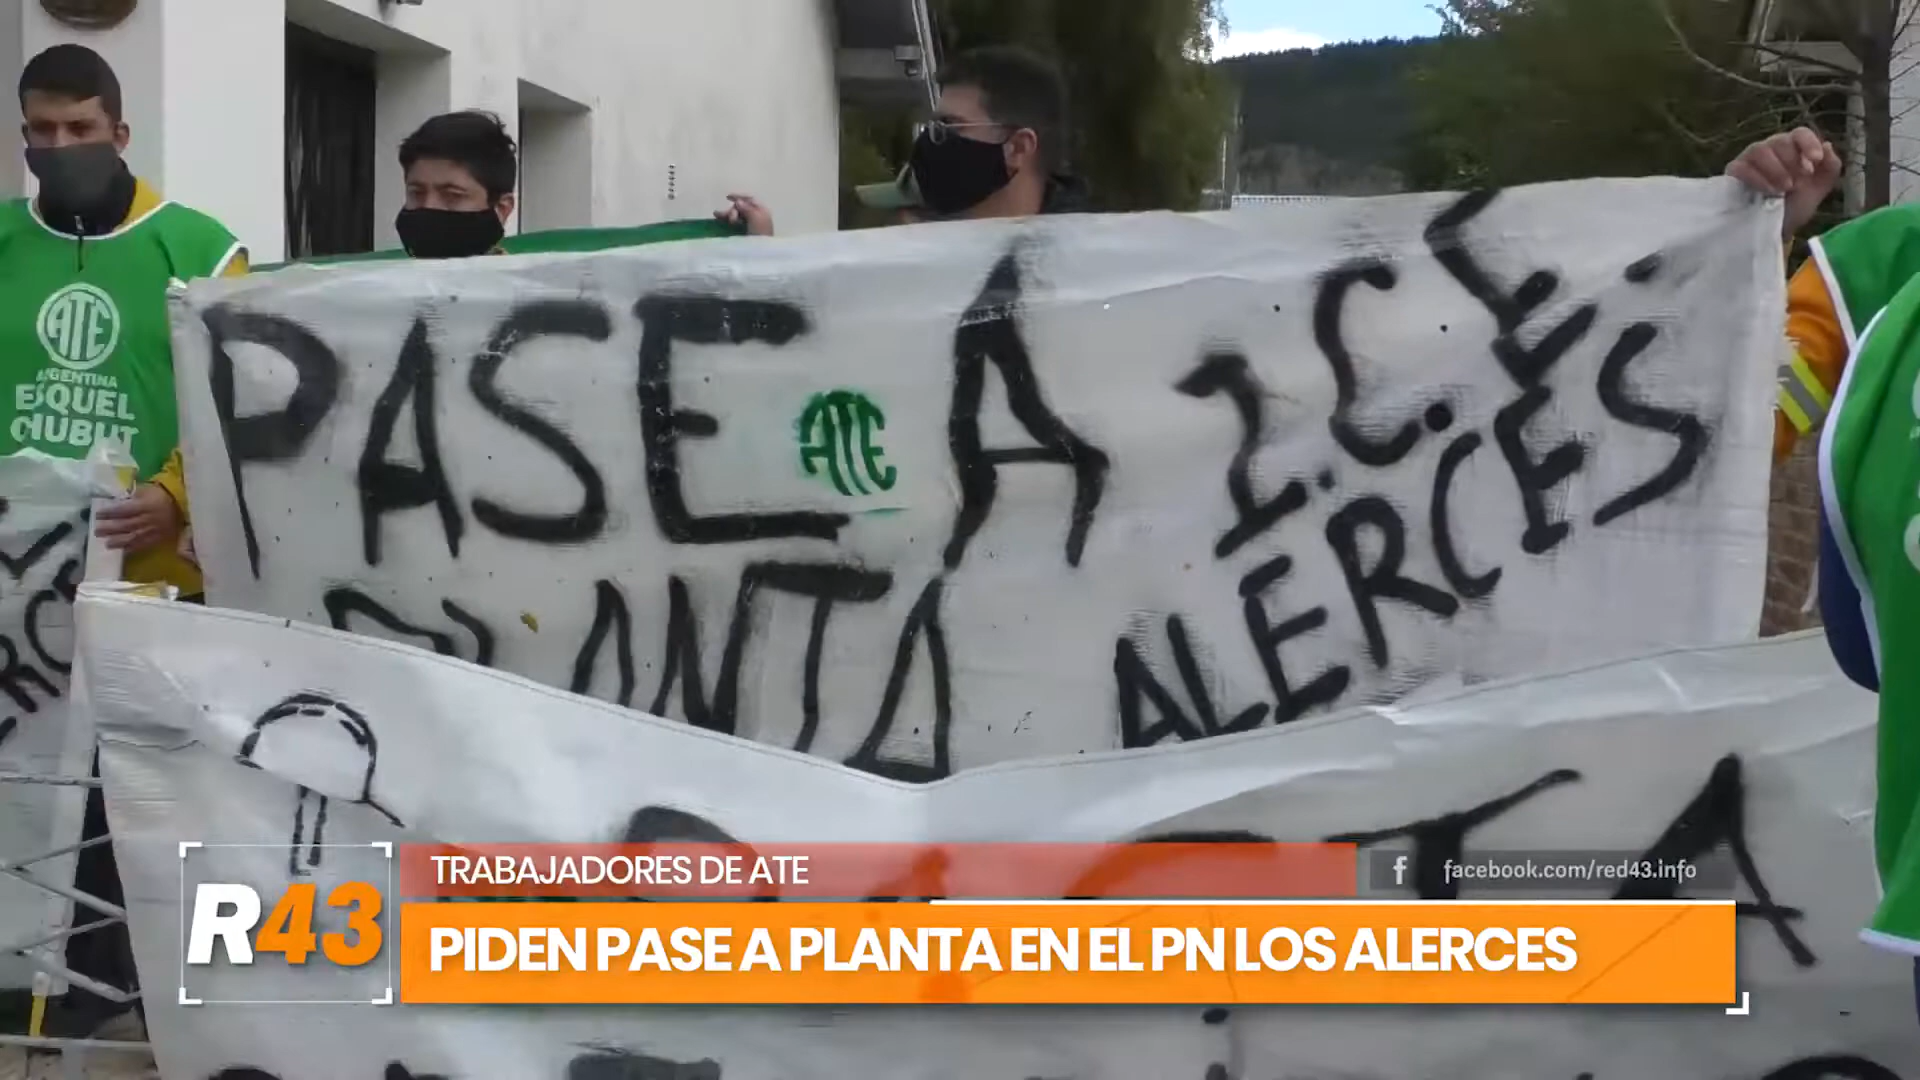 ATE
ARGENTINA
ESQUEL
CHUBUT
PASE A I.C.E.
ATE
PLANTA ALERCES
R43
TRABAJADORES DE ATE
facebook.com/red43.info
PIDEN PASE A PLANTA EN EL PN LOS ALERCES